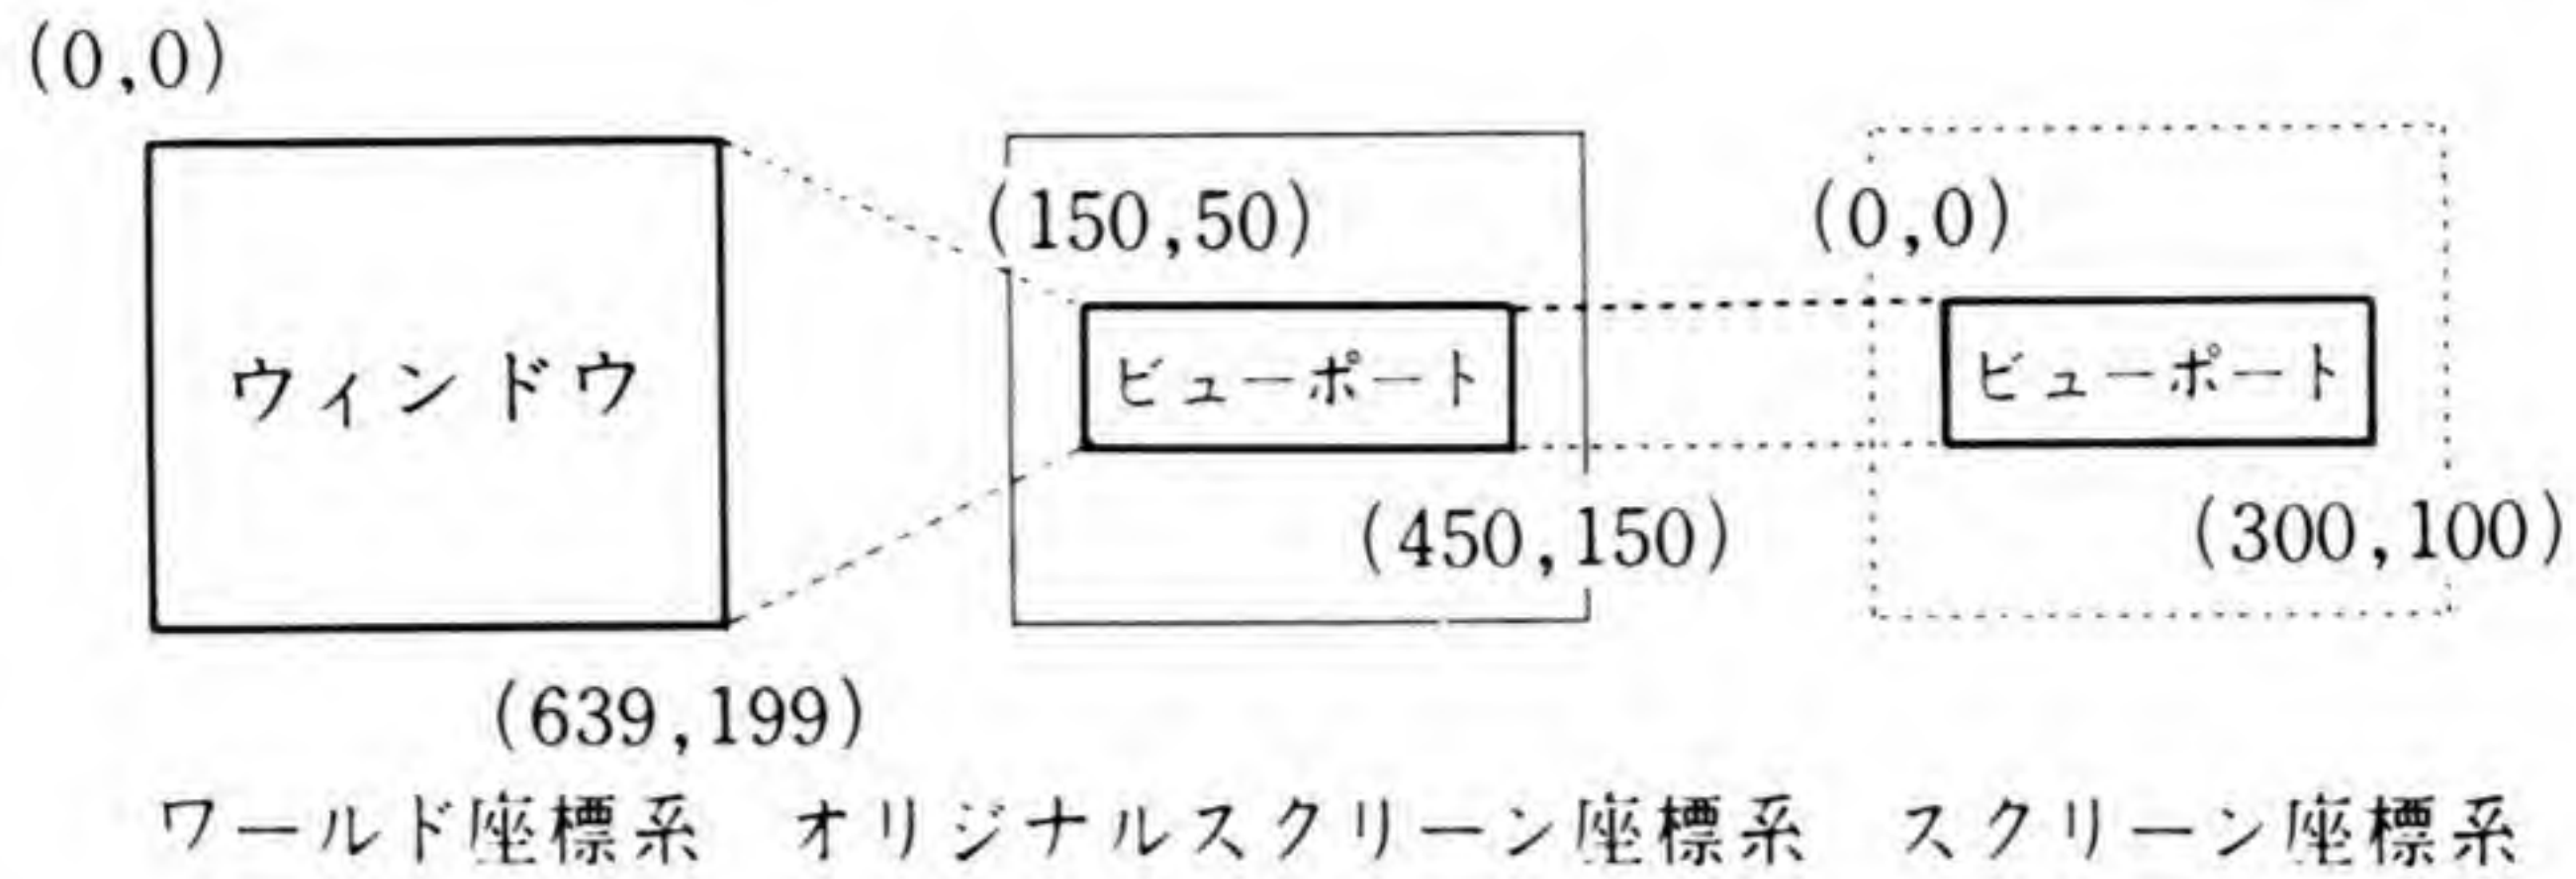 (0,0)
(150,50)
(0,0)
ウィンドウ
ビューポート
ビューポート
(450,150)
(300,100)
(639,199)
ワールド座標系 オリジナルスクリーン座標系 スクリーン座標系